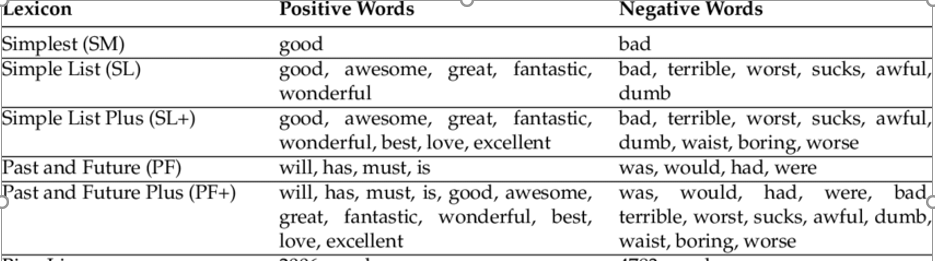 Lexicon Positive Words Negative Words
Simplest (SM) good bad
Simple List (SL) good, awesome, great, fantastic, bad, terrible, worst, sucks, awful,
wonderful dumb
Simple List Plus (SL+) good, awesome, great, fantastic, bad, terrible, worst, sucks, awful,
wonderful, best, love, excellent dumb, waist, boring, worse
Past and Future (PF) will, has, must, is was, would, had, were
Past and Future Plus (PF+) will, has, must, is, good, awesome, was, would, had, were, bad,
great, fantastic, wonderful, best, terrible, worst, sucks, awful, dumb,
love, excellent waist, boring, worse